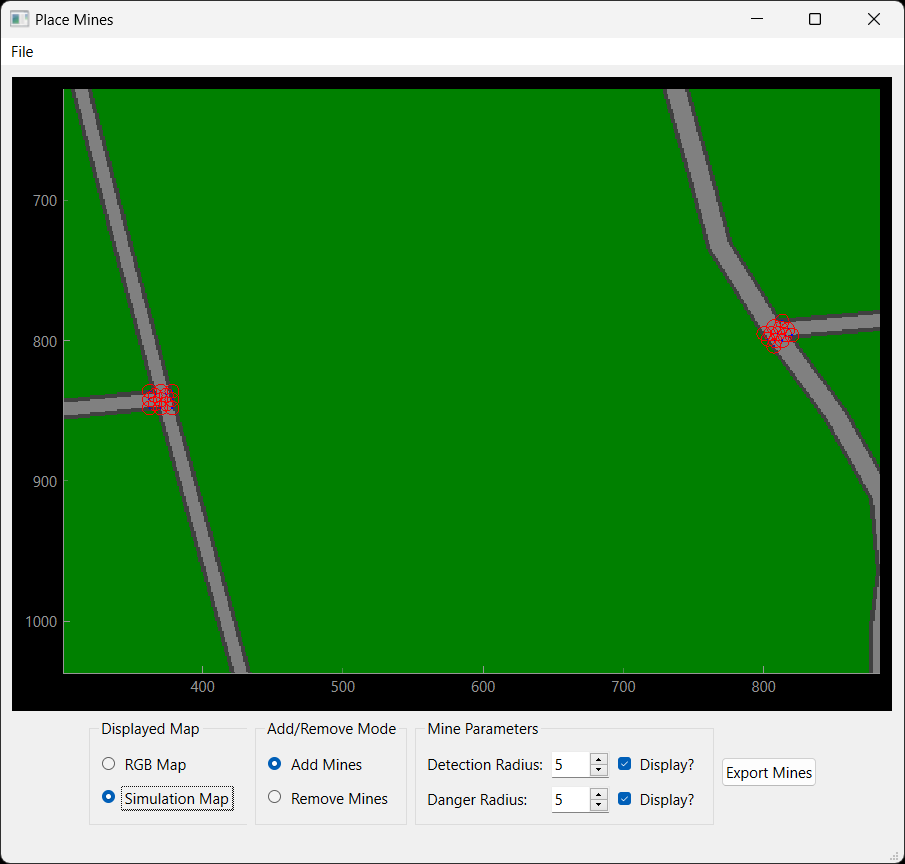 Place Mines
File
700
800
900
1000
400 500 600 700 800
Displayed Map Add/Remove Mode Mine Parameters
RGB Map Add Mines Detection Radius: 5 Display?
Simulation Map Remove Mines Danger Radius: 5 Display?
Export Mines